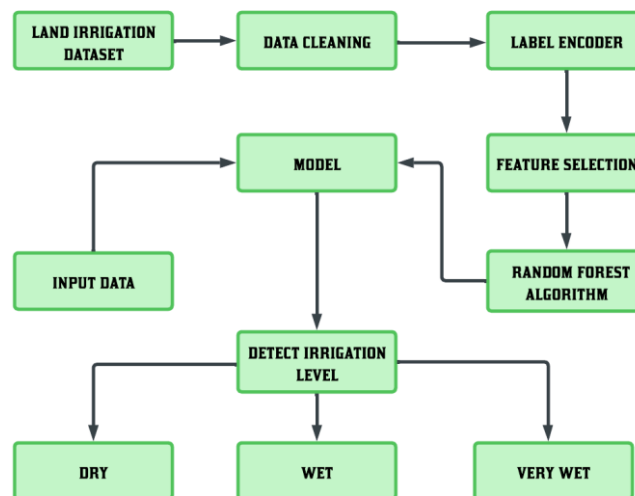 LAND IRRIGATION
DATASET
DATA CLEANING
LABEL ENCODER
MODEL
FEATURE SELECTION
INPUT DATA
RANDOM FOREST
ALGORITHM
DETECT IRRIGATION
LEVEL
DRY
WET
VERY WET